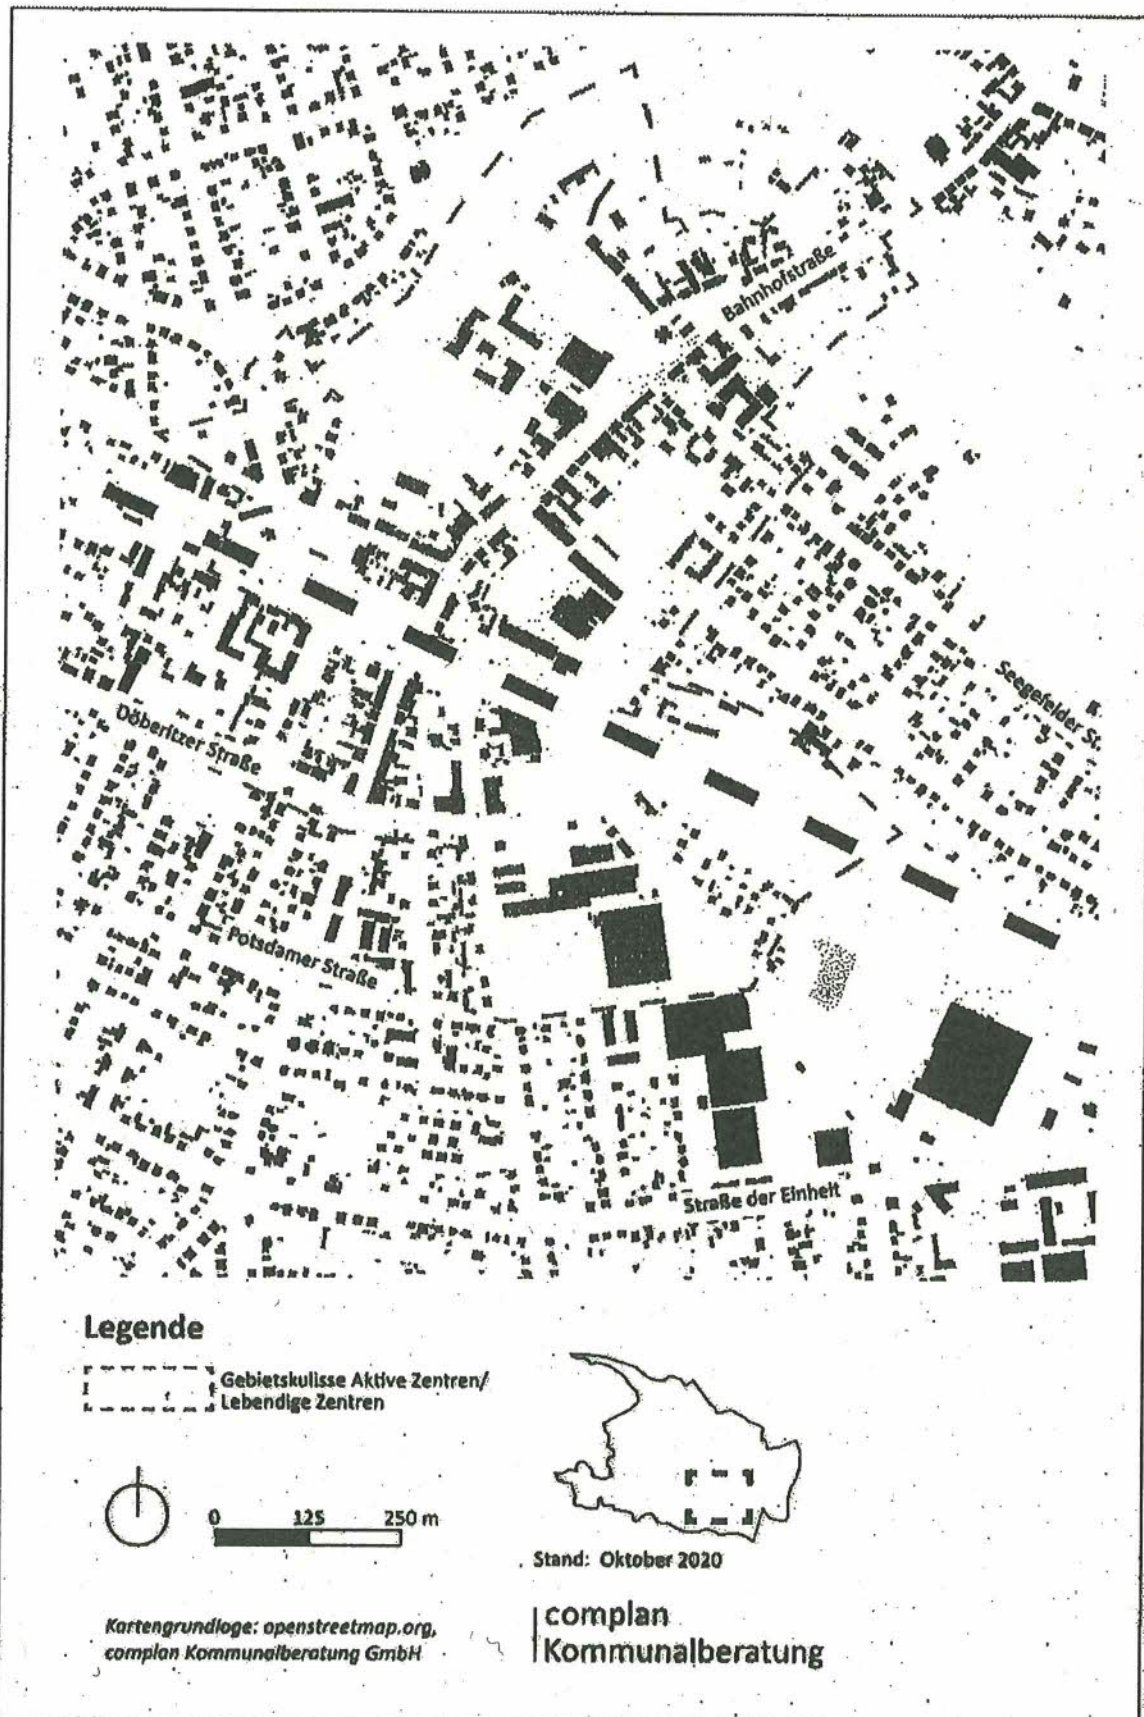 Bahnhofstraße
Seegefelder St.
Döberitzer Straße
Potsdamer Straße
Straße der Einheit
Legende
Gebietskulisse Aktive Zentren/
Lebendige Zentren
0 125 250 m
Stand: Oktober 2020
Kartengrundlage: openstreetmap.org,
complan Kommunalberatung GmbH
complan
Kommunalberatung